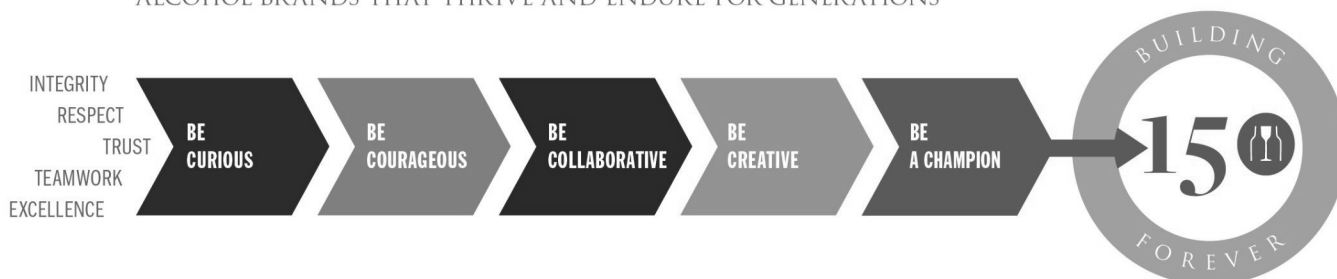 ALCOHOL BRANDS THAT THRIVE AND ENDURE FOR GENERATIONS
INTEGRITY
RESPECT
TRUST
TEAMWORK
EXCELLENCE
BE
CURIOUS
BE
COURAGEOUS
BE
COLLABORATIVE
BE
CREATIVE
BE
A CHAMPION
BUILDING
150
FOREVER